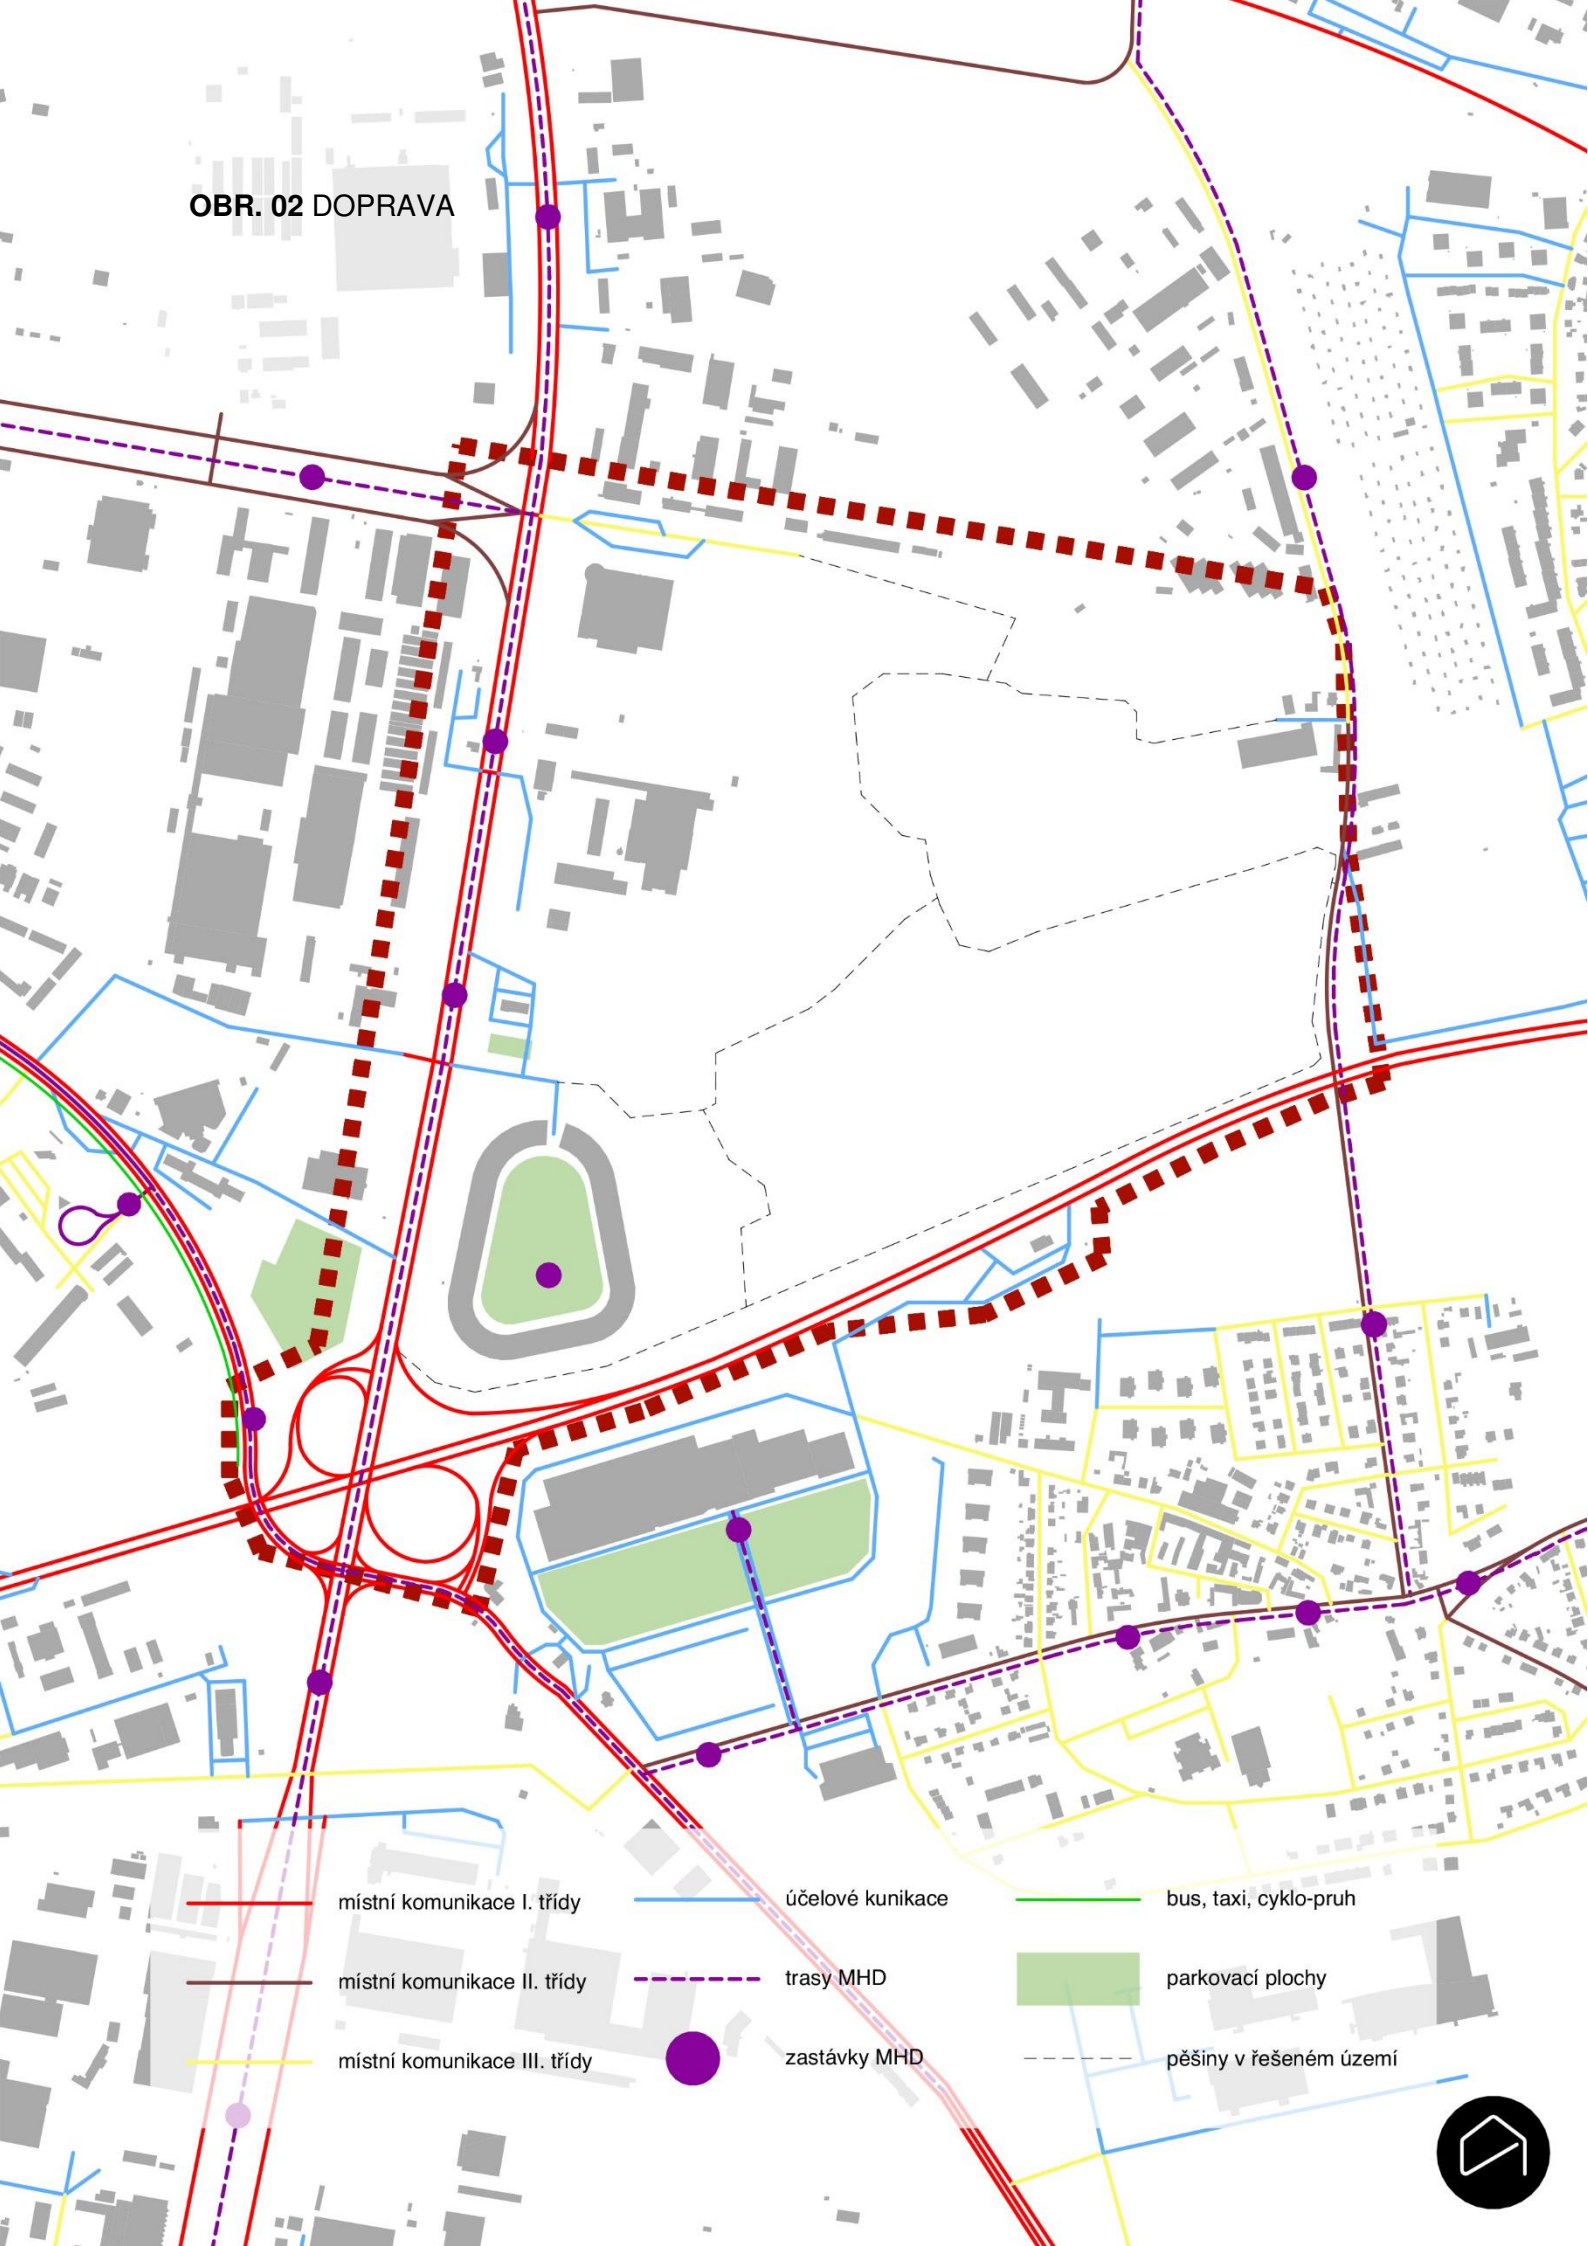 OBR. 02 DOPRAVA
místní komunikace I. třídy
účelové kunikace
bus, taxi, cyklo-pruh
místní komunikace II. třídy
trasy MHD
parkovací plochy
místní komunikace III. třídy
zastávky MHD
pěšiny v řešeném území